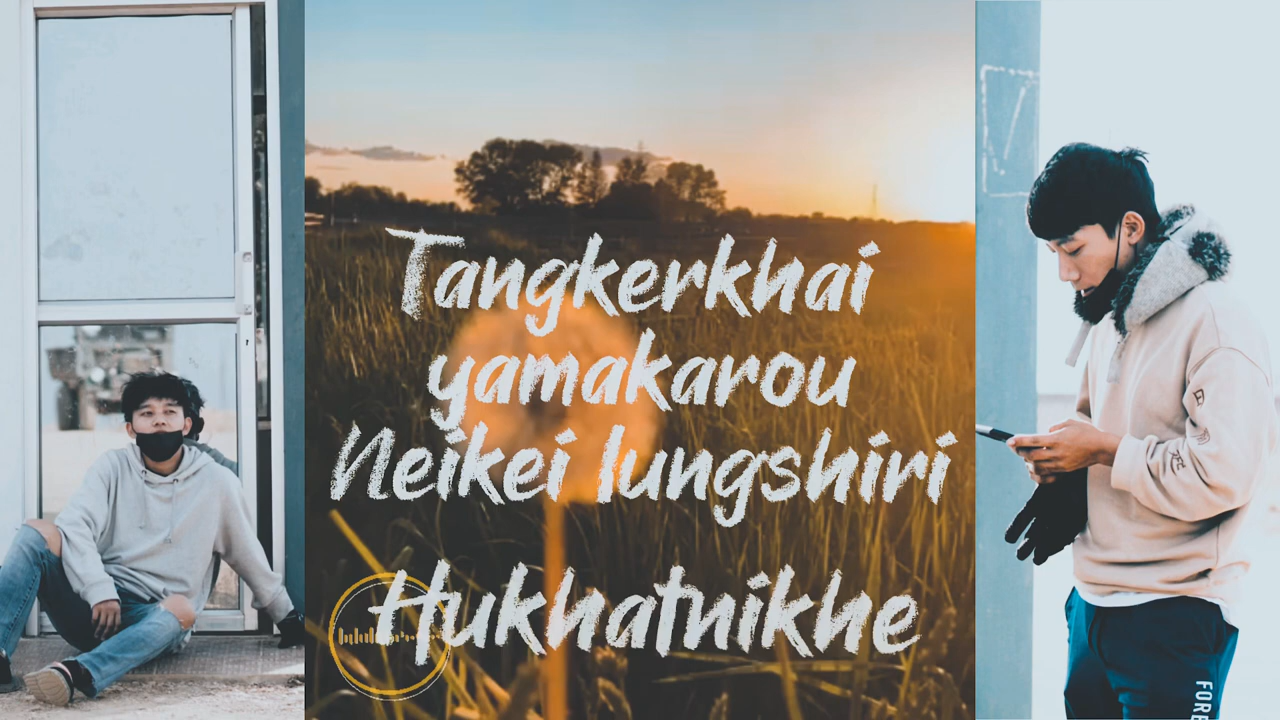 Tangkerkhai
yamakarou
Neikei lungshiri
Hukhatnikhe